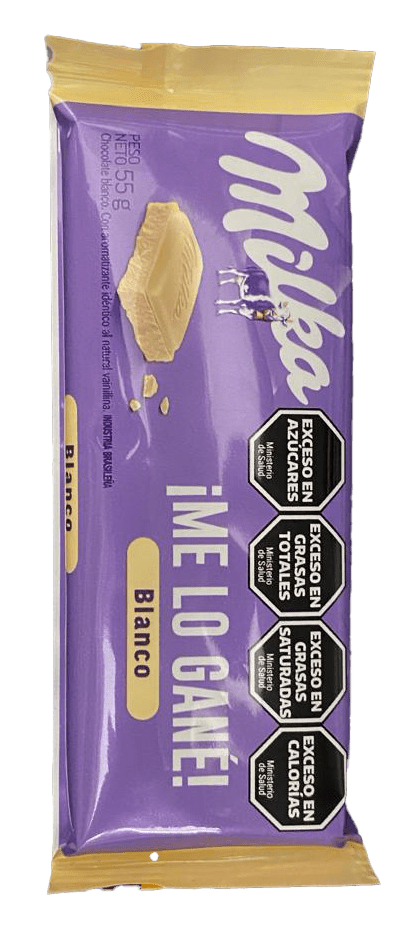 Milka
EXCESO EN
AZÚCARES
Ministerio
de Salud
EXCESO EN
GRASAS
TOTALES
Ministerio
de Salud
EXCESO EN
GRASAS
SATURADAS
Ministerio
de Salud
EXCESO EN
CALORÍAS
Ministerio
de Salud
¡ME LO GANÉ!
Blanco
Milka
PESO
NETO 55 g
Chocolate blanco. Con aromatizante idéntico al natural vainillina. INDUSTRIA BRASILEÑA
Blanco